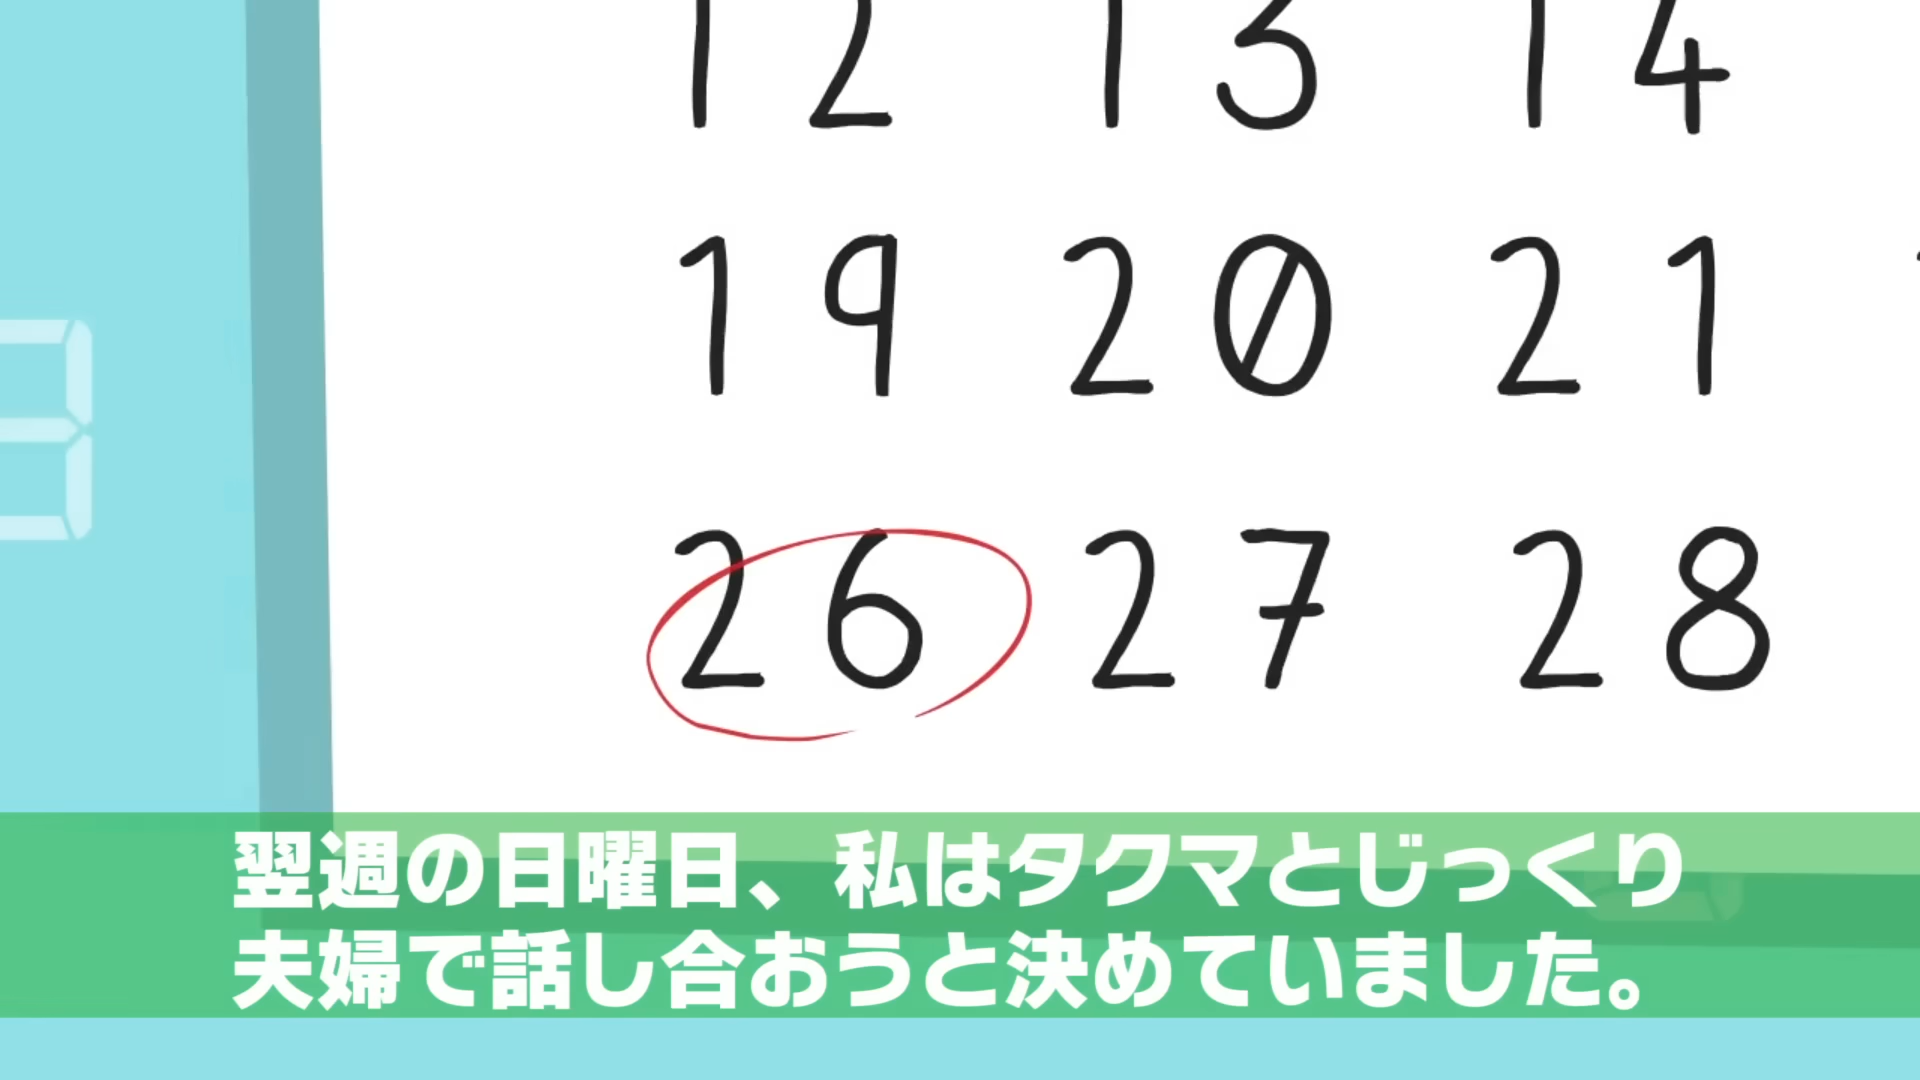 12 13 14
19 20 21
26 27 28
翌週の日曜日、私はタクマとじっくり
夫婦で話し合おうと決めていました。